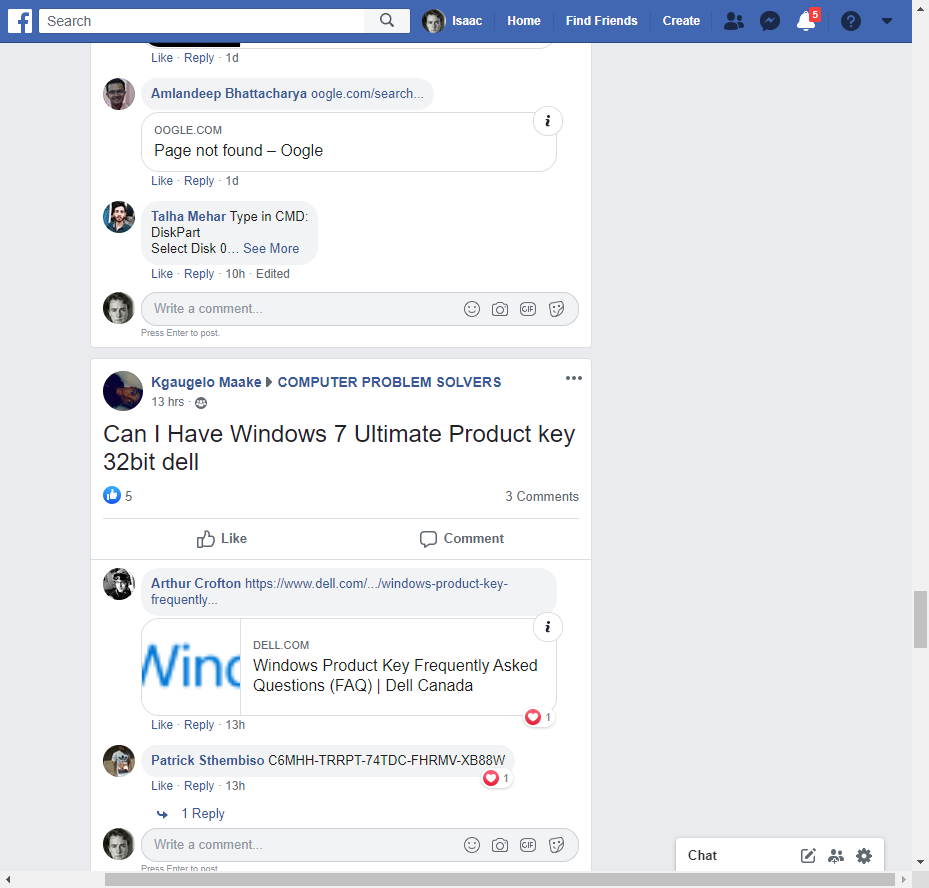 Search
Isaac
Home
Find Friends
Create
5
Like · Reply · 1d
Amlandeep Bhattacharya oogle.com/search...
OOGLE.COM
Page not found – Oogle
Like · Reply · 1d
Talha Mehar Type in CMD:
DiskPart
Select Disk 0... See More
Like · Reply · 10h · Edited
Write a comment...
GIF
Press Enter to post.
Kgaugelo Maake COMPUTER PROBLEM SOLVERS
13 hrs ·
Can I Have Windows 7 Ultimate Product key
32bit dell
5
3 Comments
Like
Comment
Arthur Crofton https://www.dell.com/.../windows-product-key-
frequently...
Wind
DELL.COM
Windows Product Key Frequently Asked
Questions (FAQ) | Dell Canada
1
Like · Reply · 13h
Patrick Sthembiso C6MHH-TRRPT-74TDC-FHRMV-XB88W
1
Like · Reply · 13h
1 Reply
Write a comment...
GIF
Press Enter to post.
Chat